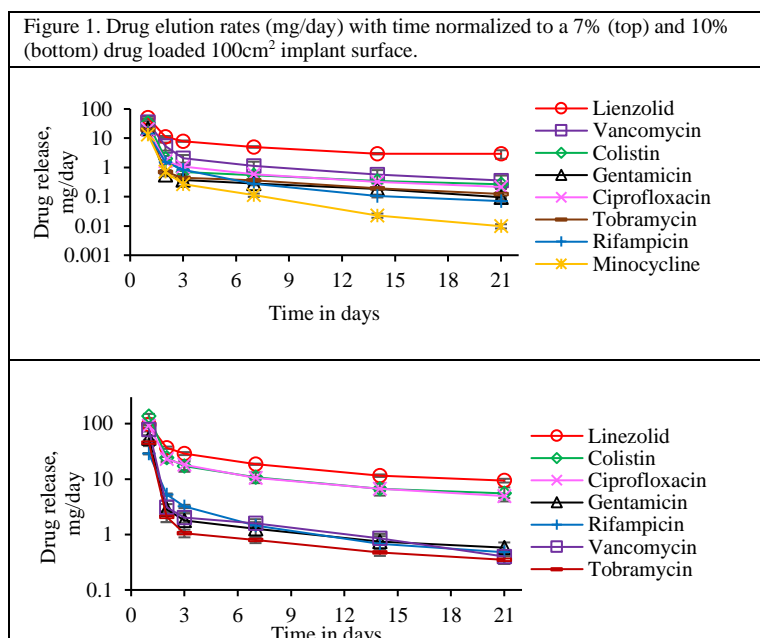 Figure 1. Drug elution rates (mg/day) with time normalized to a 7% (top) and 10%
(bottom) drug loaded 100cm² implant surface.
Drug release,
mg/day
100
10
1
0.1
0.01
0.001
0 3 6 9 12 15 18 21
Time in days
Lienzolid
Vancomycin
Colistin
Gentamicin
Ciprofloxacin
Tobramycin
Rifampicin
Minocycline
Drug release,
mg/day
100
10
1
0.1
0 3 6 9 12 15 18 21
Time in days
Linezolid
Colistin
Ciprofloxacin
Gentamicin
Rifampicin
Vancomycin
Tobramycin